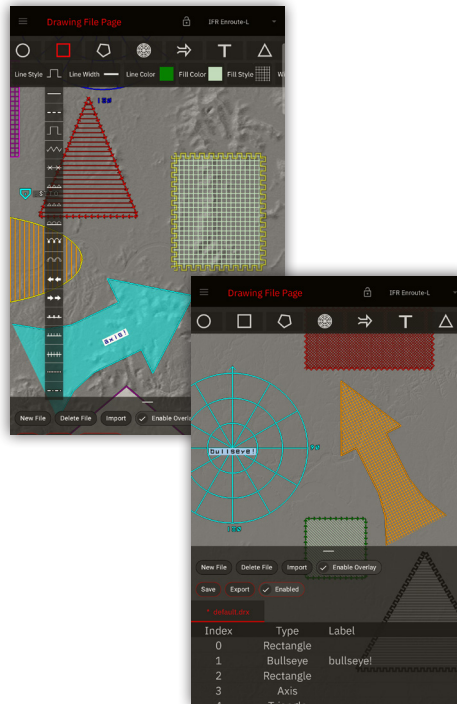 Drawing File Page
IFR Enroute-L
Line Style
Line Width
Line Color
Fill Color
Fill Style
axis!
New File
Delete File
Import
Enable Overla
Drawing File Page
IFR Enroute-L
bullseye!
New File
Delete File
Import
Enable Overlay
Save
Export
Enabled
* default.drx
Index Type Label
0 Rectangle
1 Bullseye bullseye!
2 Rectangle
3 Axis